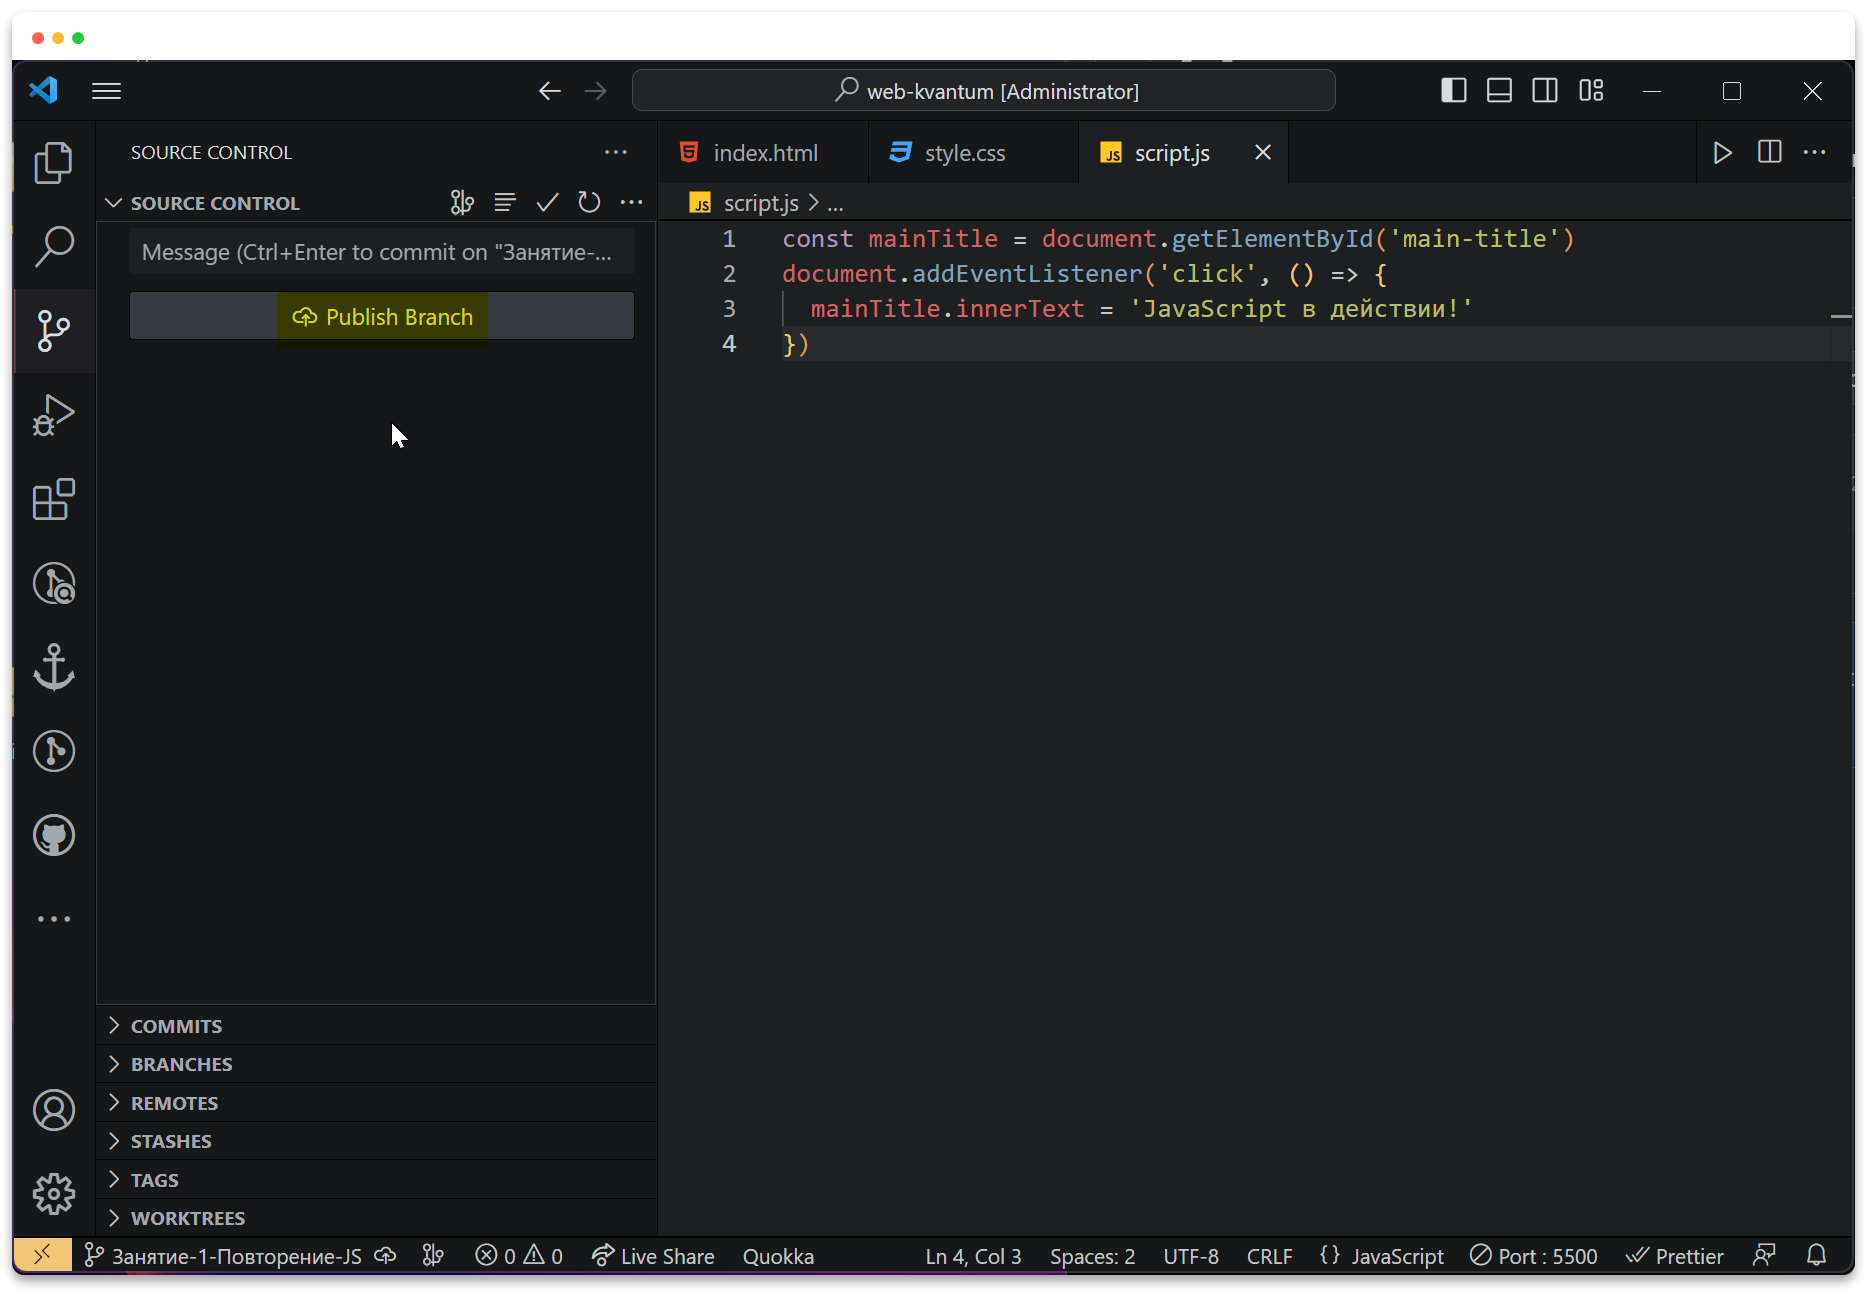 web-kvantum [Administrator]
SOURCE CONTROL
SOURCE CONTROL
Message (Ctrl+Enter to commit on "Занятие-...
Publish Branch
COMMITS
BRANCHES
REMOTES
STASHES
TAGS
WORKTREES
index.html
style.css
JS script.js
JS script.js > ...
1 const mainTitle = document.getElementById('main-title')
2 document.addEventListener('click', () => {
3 mainTitle.innerText = 'JavaScript в действии!'
4 })
Занятие-1-Повторение-JS 0 0 Live Share Quokka Ln 4, Col 3 Spaces: 2 UTF-8 CRLF {} JavaScript Port : 5500 Prettier